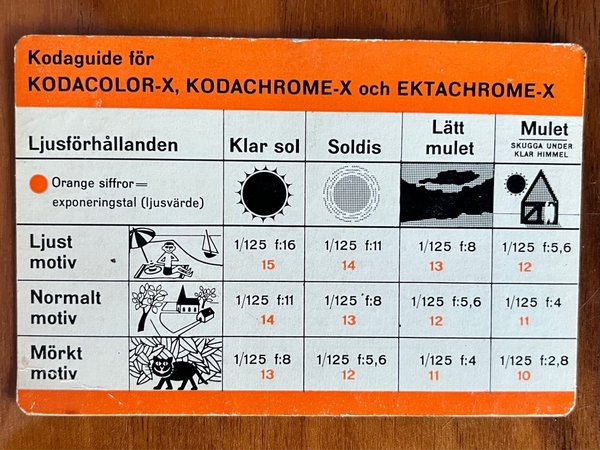 Kodaguide för
KODACOLOR-X, KODACHROME-X och EKTACHROME-X
Ljusförhållanden
Klar sol
Soldis
Lätt
mulet
Mulet
SKUGGA UNDER
KLAR HIMMEL
Orange siffror=
exponeringstal (ljusvärde)
Ljust
motiv
1/125 f:16
15
1/125 f:11
14
1/125 f:8
13
1/125 f:5,6
12
Normalt
motiv
1/125 f:11
14
1/125 f:8
13
1/125 f:5,6
12
1/125 f:4
11
Mörkt
motiv
1/125 f:8
13
1/125 f:5,6
12
1/125 f:4
11
1/125 f:2,8
10